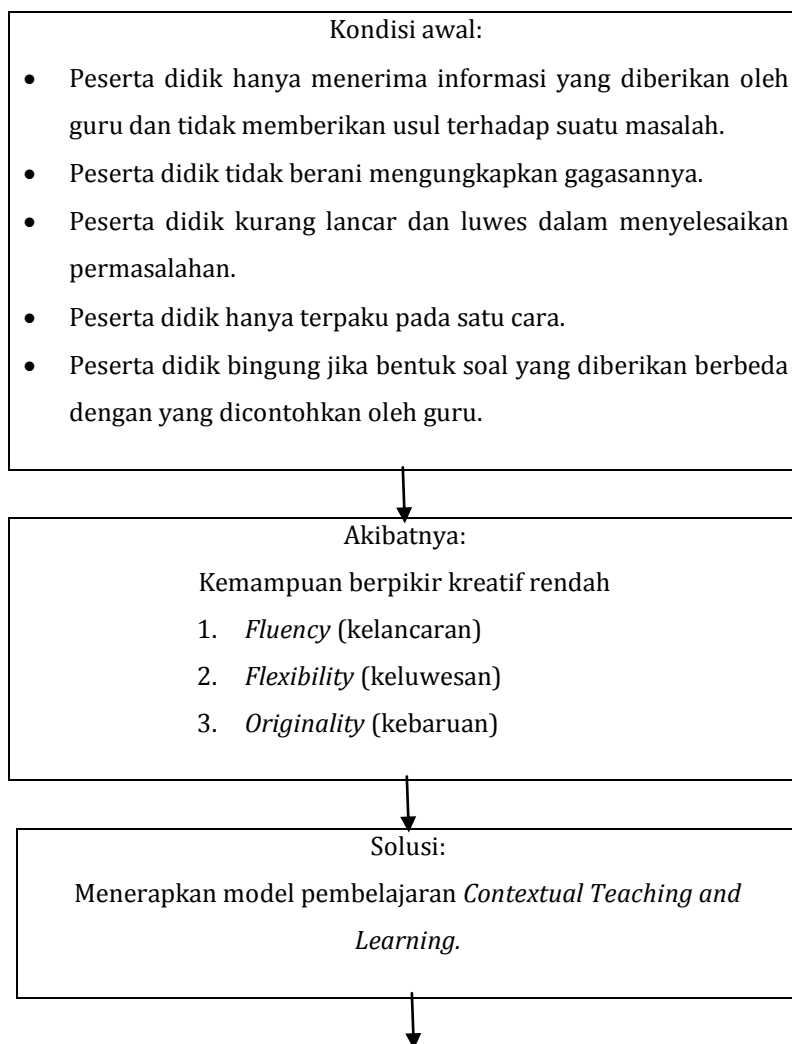 Kondisi awal:
• Peserta didik hanya menerima informasi yang diberikan oleh
guru dan tidak memberikan usul terhadap suatu masalah.
• Peserta didik tidak berani mengungkapkan gagasannya.
• Peserta didik kurang lancar dan luwes dalam menyelesaikan
permasalahan.
• Peserta didik hanya terpaku pada satu cara.
• Peserta didik bingung jika bentuk soal yang diberikan berbeda
dengan yang dicontohkan oleh guru.
Akibatnya:
Kemampuan berpikir kreatif rendah
1. Fluency (kelancaran)
2. Flexibility (keluwesan)
3. Originality (kebaruan)
Solusi:
Menerapkan model pembelajaran Contextual Teaching and
Learning.